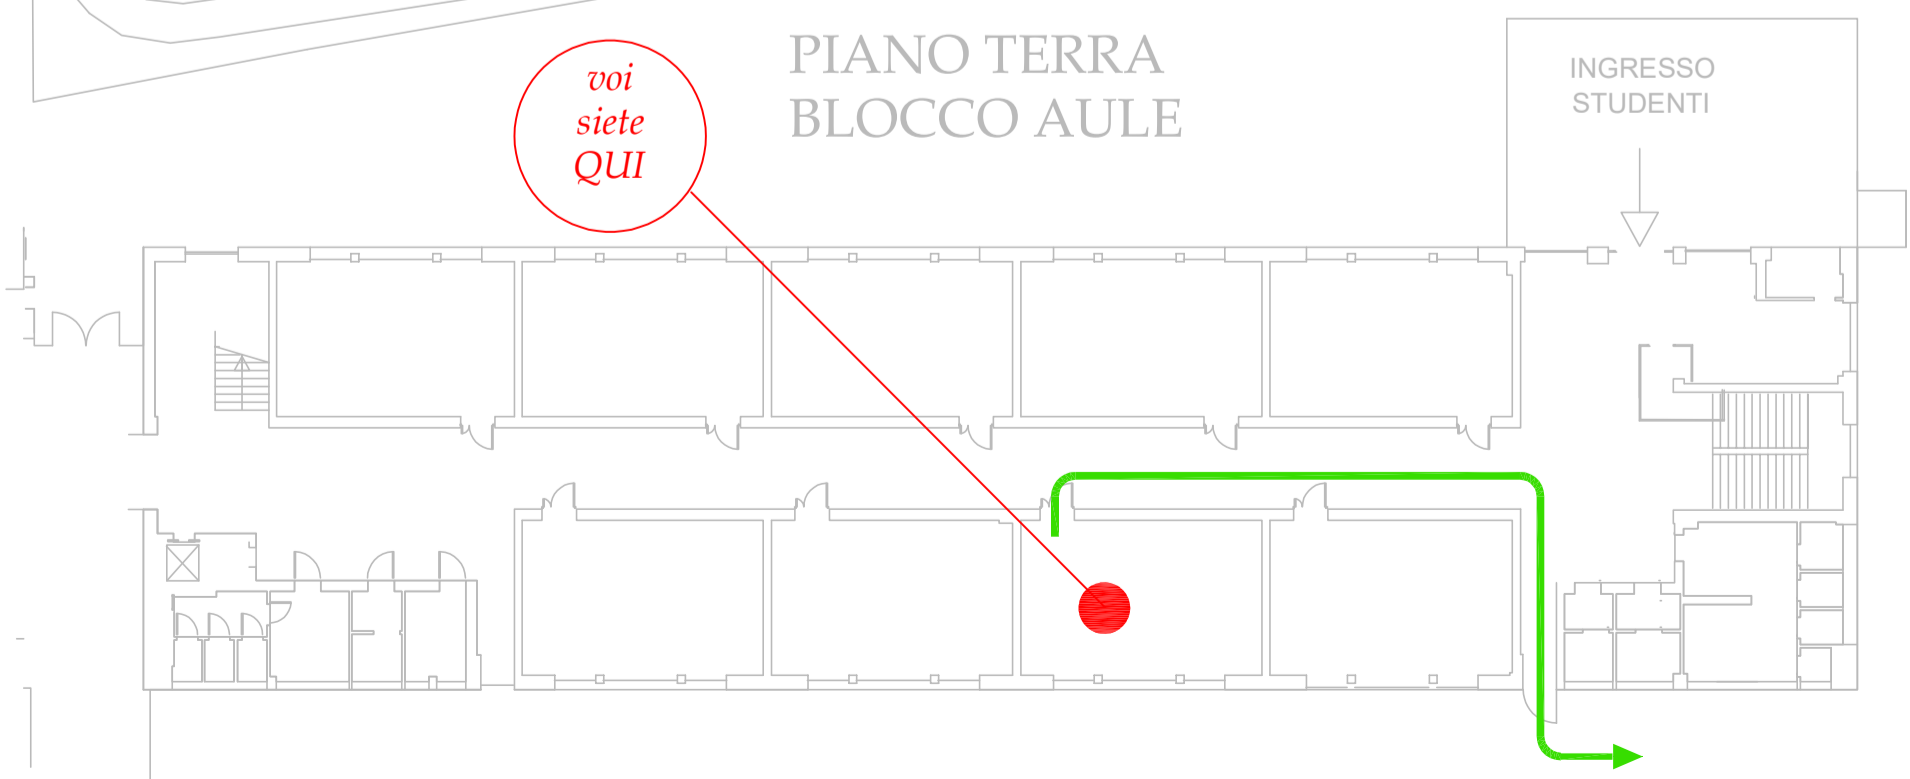 voi
siete
QUI
PIANO TERRA
BLOCCO AULE
INGRESSO
STUDENTI